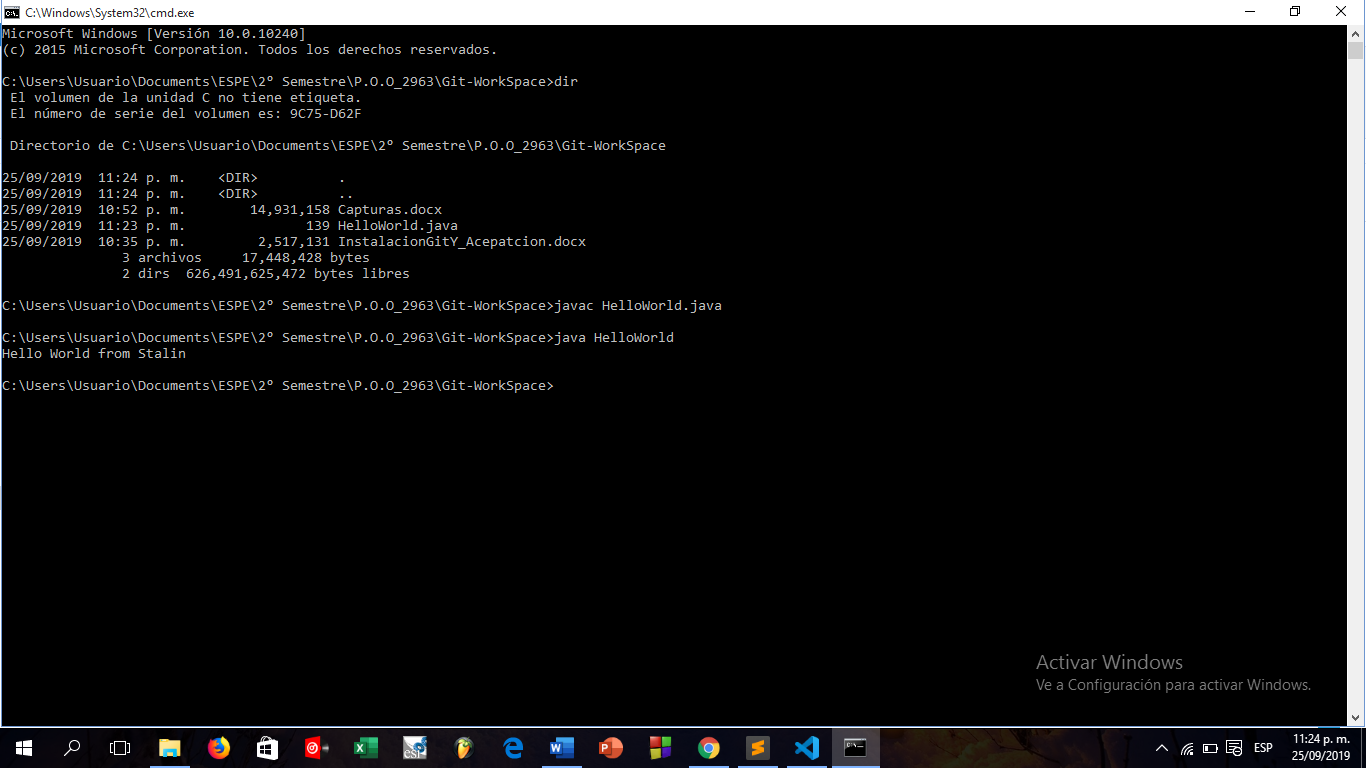 C:\Windows\System32\cmd.exe
Microsoft Windows [Versión 10.0.10240]
(c) 2015 Microsoft Corporation. Todos los derechos reservados.
C:\Users\Usuario\Documents\ESPE\2º Semestre\P.O.O_2963\Git-WorkSpace>dir
El volumen de la unidad C no tiene etiqueta.
El número de serie del volumen es: 9C75-D62F
Directorio de C:\Users\Usuario\Documents\ESPE\2º Semestre\P.O.O_2963\Git-WorkSpace
25/09/2019  11:24 p. m.    <DIR>          .
25/09/2019  11:24 p. m.    <DIR>          ..
25/09/2019  10:52 p. m.        14,931,158 Capturas.docx
25/09/2019  11:23 p. m.               139 HelloWorld.java
25/09/2019  10:35 p. m.         2,517,131 InstalacionGitY_Acepatcion.docx
3 archivos     17,448,428 bytes
2 dirs  626,491,625,472 bytes libres
C:\Users\Usuario\Documents\ESPE\2º Semestre\P.O.O_2963\Git-WorkSpace>javac HelloWorld.java
C:\Users\Usuario\Documents\ESPE\2º Semestre\P.O.O_2963\Git-WorkSpace>java HelloWorld
Hello World from Stalin
C:\Users\Usuario\Documents\ESPE\2º Semestre\P.O.O_2963\Git-WorkSpace>
Activar Windows
Ve a Configuración para activar Windows.
ESP
11:24 p. m.
25/09/2019